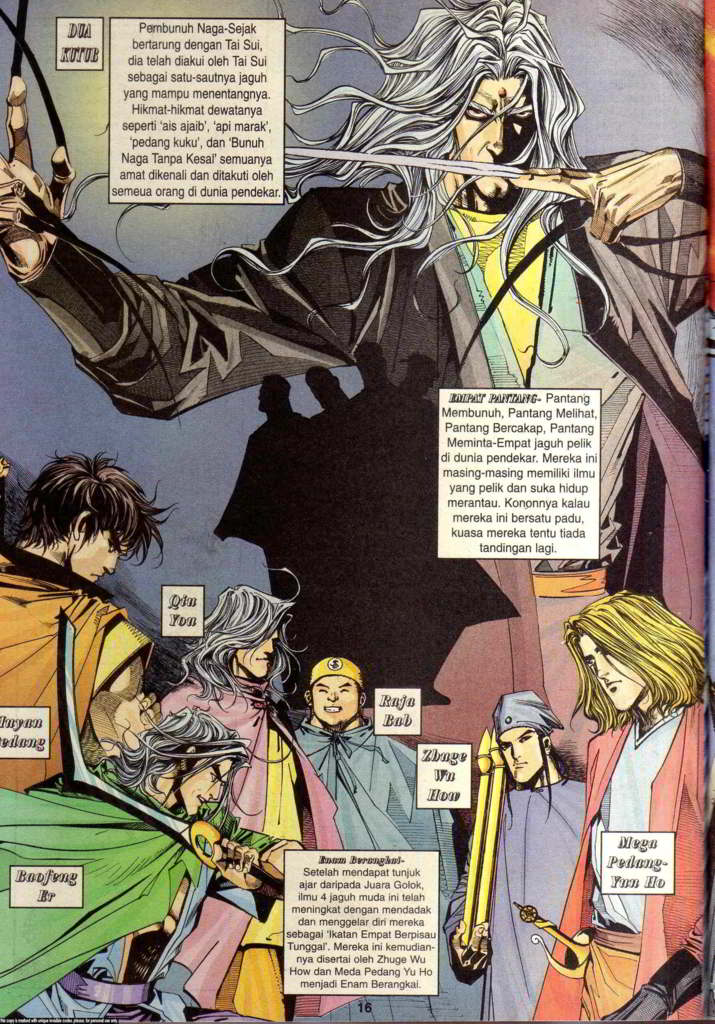 DUA
KUTUB
Pembunuh Naga-Sejak
bertarung dengan Tai Sui,
dia telah diakui oleh Tai Sui
sebagai satu-sautnya jaguh
yang mampu menentangnya.
Hikmat-hikmat dewatanya
seperti 'ais ajaib', 'api marak',
'pedang kuku', dan 'Bunuh
Naga Tanpa Kesal' semuanya
amat dikenali dan ditakuti oleh
semeua orang di dunia pendekar.
EMPAT PANTANG- Pantang
Membunuh, Pantang Melihat,
Pantang Bercakap, Pantang
Meminta-Empat jaguh pelik
di dunia pendekar. Mereka ini
masing-masing memiliki ilmu
yang pelik dan suka hidup
merantau. Kononnya kalau
mereka ini bersatu padu,
kuasa mereka tentu tiada
tandingan lagi.
Qiu
You
Raja
Bab
Zhuge
Wu
How
Mega
Pedang-
Yun Ho
Baofeng
Er
Enam Berangkai-
Setelah mendapat tunjuk
ajar daripada Juara Golok,
ilmu 4 jaguh muda ini telah
meningkat dengan mendadak
dan menggelar diri mereka
sebagai 'Ikatan Empat Berpisau
Tunggal'. Mereka ini kemudian-
nya disertai oleh Zhuge Wu
How dan Meda Pedang Yu Ho
menjadi Enam Berangkai.
16